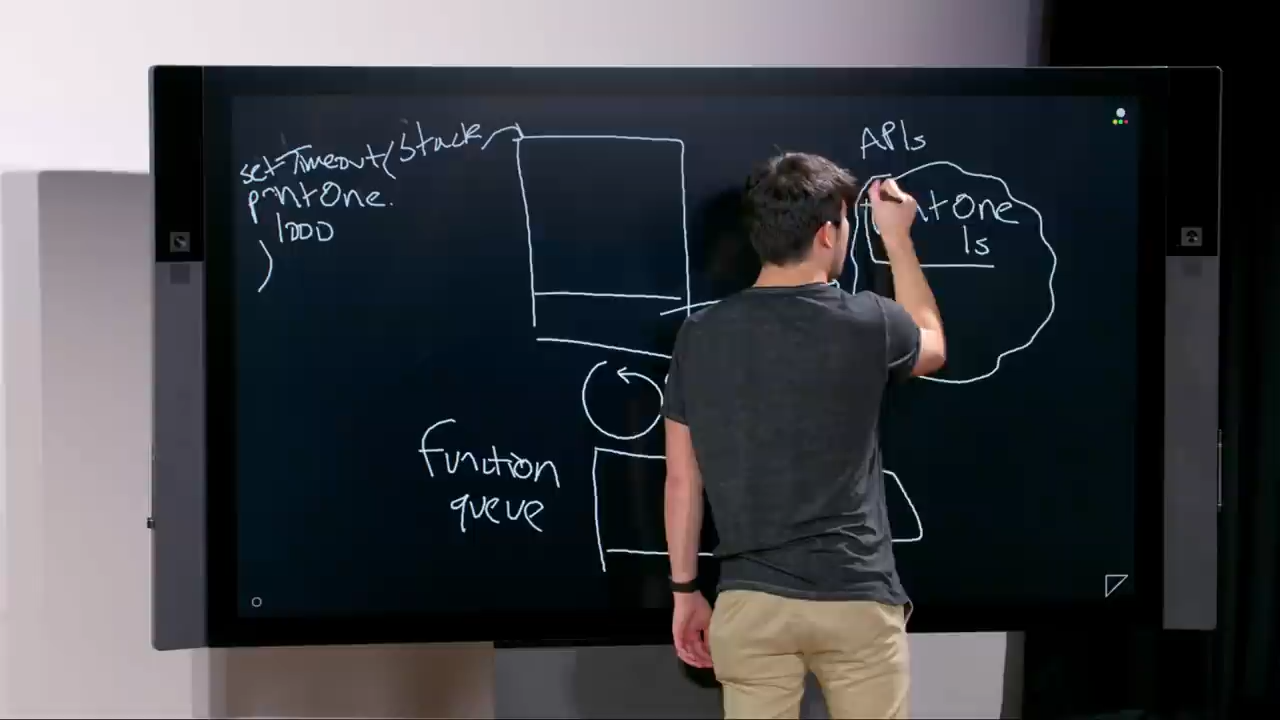 setTimeout(
printOne.
1000
)
Stack
APIs
ntOne
1s
function
queue